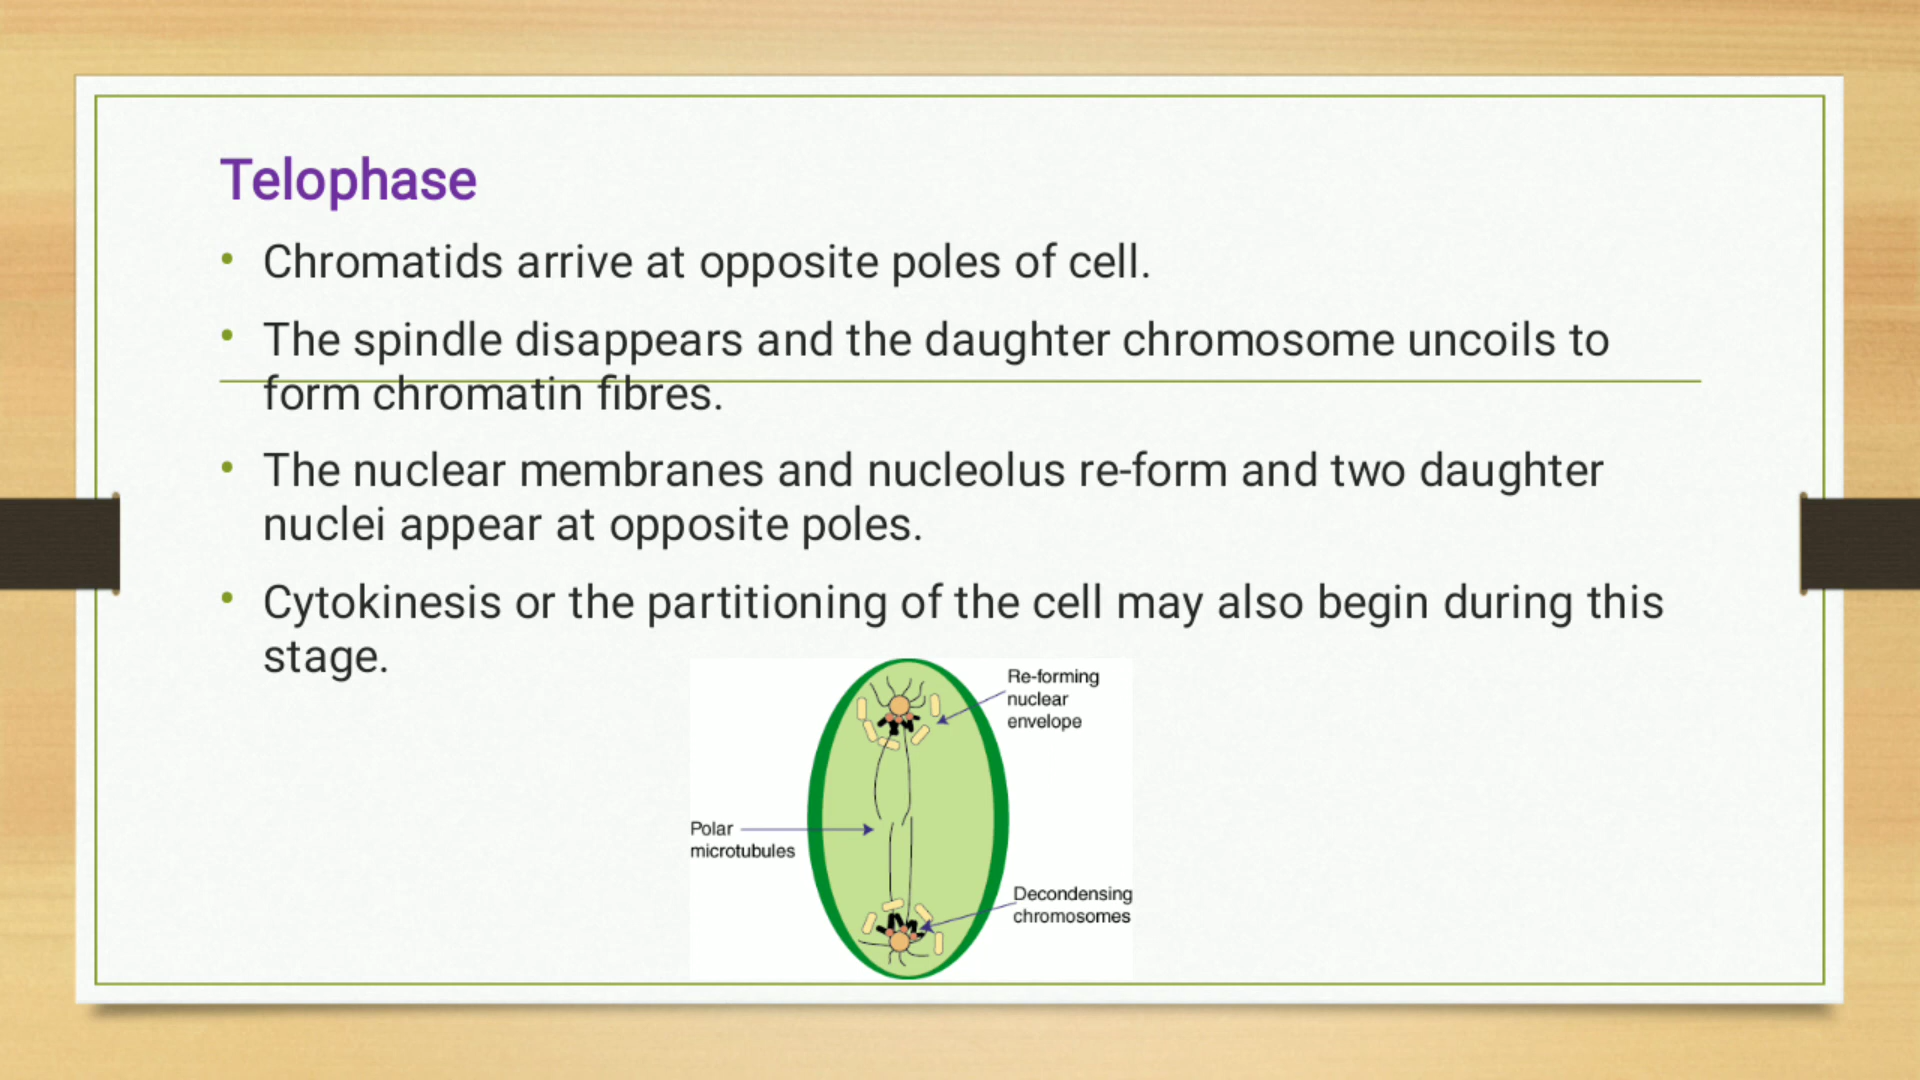 Telophase
• Chromatids arrive at opposite poles of cell.
• The spindle disappears and the daughter chromosome uncoils to
form chromatin fibres.
• The nuclear membranes and nucleolus re-form and two daughter
nuclei appear at opposite poles.
• Cytokinesis or the partitioning of the cell may also begin during this
stage.
Re-forming
nuclear
envelope
Polar
microtubules
Decondensing
chromosomes